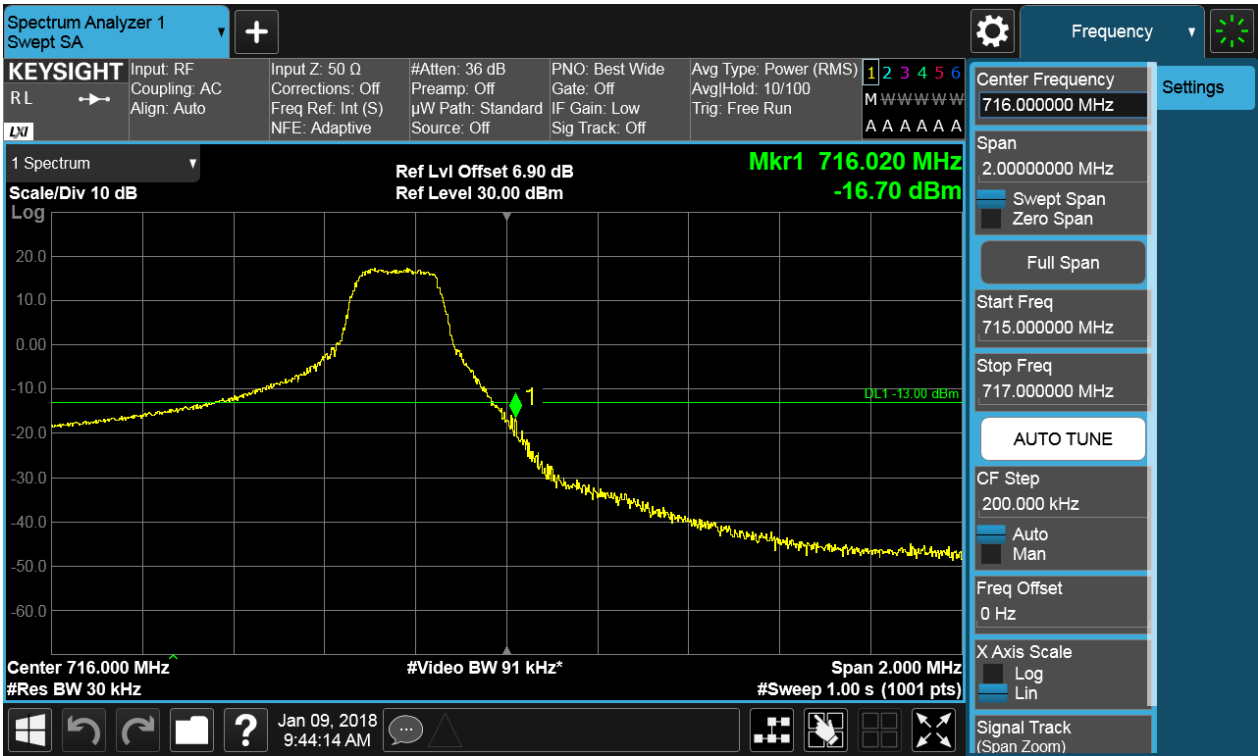 Spectrum Analyzer 1
Swept SA
Frequency
KEYSIGHT
R L
LXI
Input: RF
Coupling: AC
Align: Auto
Input Z: 50 Ω
Corrections: Off
Freq Ref: Int (S)
NFE: Adaptive
#Atten: 36 dB
Preamp: Off
µW Path: Standard
Source: Off
PNO: Best Wide
Gate: Off
IF Gain: Low
Sig Track: Off
Avg Type: Power (RMS)
Avg|Hold: 10/100
Trig: Free Run
1 2 3 4 5 6
M W W W W W
A A A A A A
1 Spectrum
Scale/Div 10 dB
Log
Ref Lvl Offset 6.90 dB
Ref Level 30.00 dBm
Mkr1 716.020 MHz
-16.70 dBm
20.0
10.0
0.00
-10.0
-20.0
-30.0
-40.0
-50.0
-60.0
1
DL1 -13.00 dBm
Center 716.000 MHz
#Res BW 30 kHz
#Video BW 91 kHz*
Span 2.000 MHz
#Sweep 1.00 s (1001 pts)
Jan 09, 2018
9:44:14 AM
Center Frequency
716.000000 MHz
Span
2.00000000 MHz
Swept Span
Zero Span
Full Span
Start Freq
715.000000 MHz
Stop Freq
717.000000 MHz
AUTO TUNE
CF Step
200.000 kHz
Auto
Man
Freq Offset
0 Hz
X Axis Scale
Log
Lin
Signal Track
(Span Zoom)
Settings